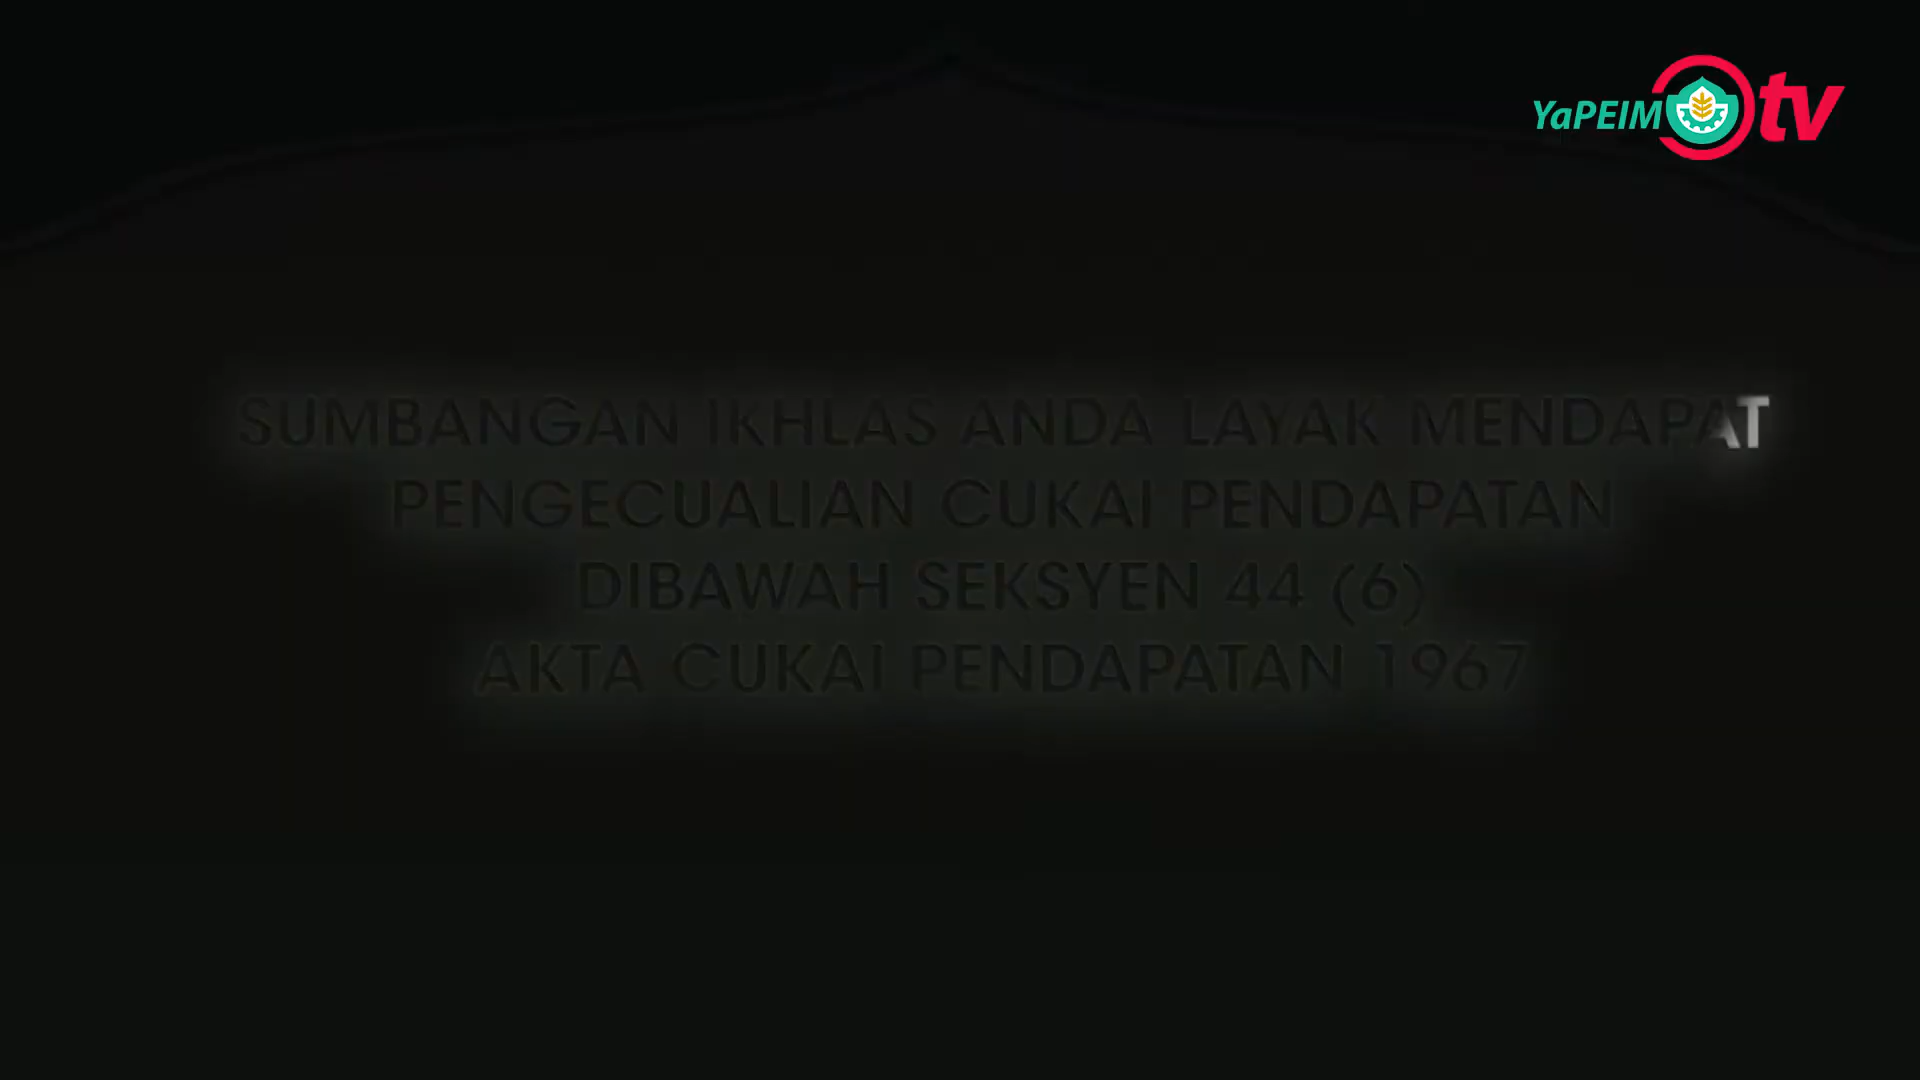 YaPEIM tv
SUMBANGAN IKHLAS ANDA LAYAK MENDAPAT
PENGECUALIAN CUKAI PENDAPATAN
DIBAWAH SEKSYEN 44 (6)
AKTA CUKAI PENDAPATAN 1967